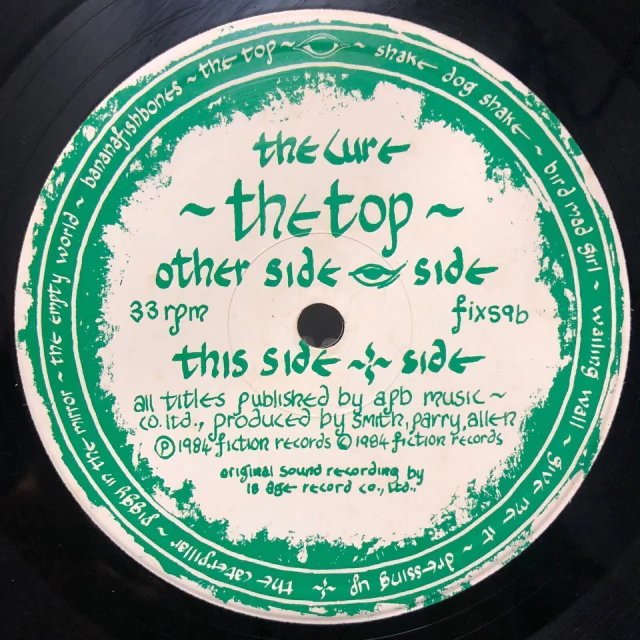 the cure
~ the top ~
other side side
33 rpm fixs9b
this side ~ ~ side
all titles published by apb music ~
co.ltd., produced by smith, parry, allen
Ⓟ 1984 fiction records © 1984 fiction records
original sound recording by
18 age record co., ltd..
~ shake dog shake ~ bird mad girl ~ wailing wall ~ give me it ~ dressing up ~
~ the caterpillar ~ piggy in the mirror ~ the empty world ~ bananafishbones ~ the top ~